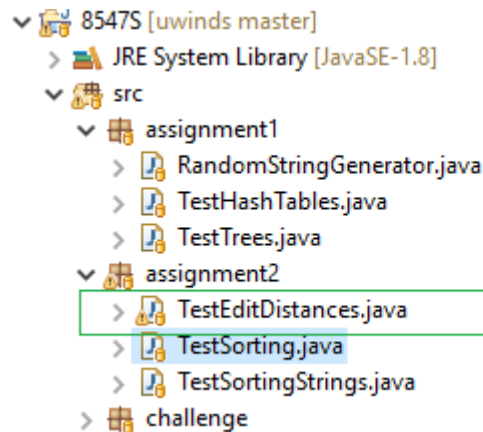 8547S [uwinds master]
JRE System Library [JavaSE-1.8]
src
assignment1
RandomStringGenerator.java
TestHashTables.java
TestTrees.java
assignment2
TestEditDistances.java
TestSorting.java
TestSortingStrings.java
challenge